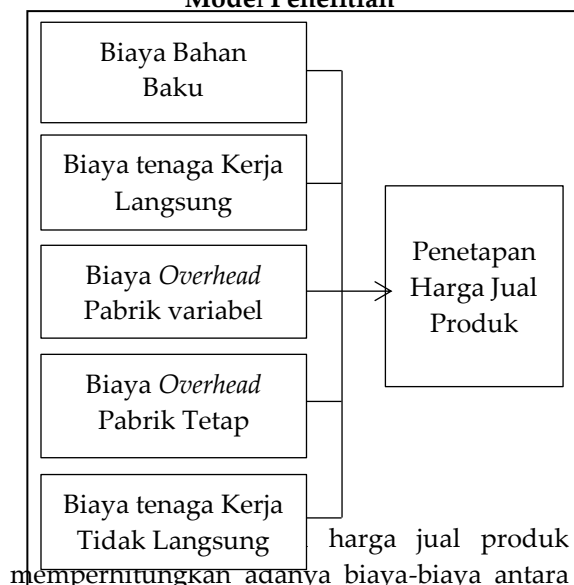 Model Penelitian
Biaya Bahan
Baku
Biaya tenaga Kerja
Langsung
Biaya Overhead
Pabrik variabel
Biaya Overhead
Pabrik Tetap
Biaya tenaga Kerja
Tidak Langsung
Penetapan
Harga Jual
Produk
harga jual produk
memperhitungkan adanya biaya-biaya antara